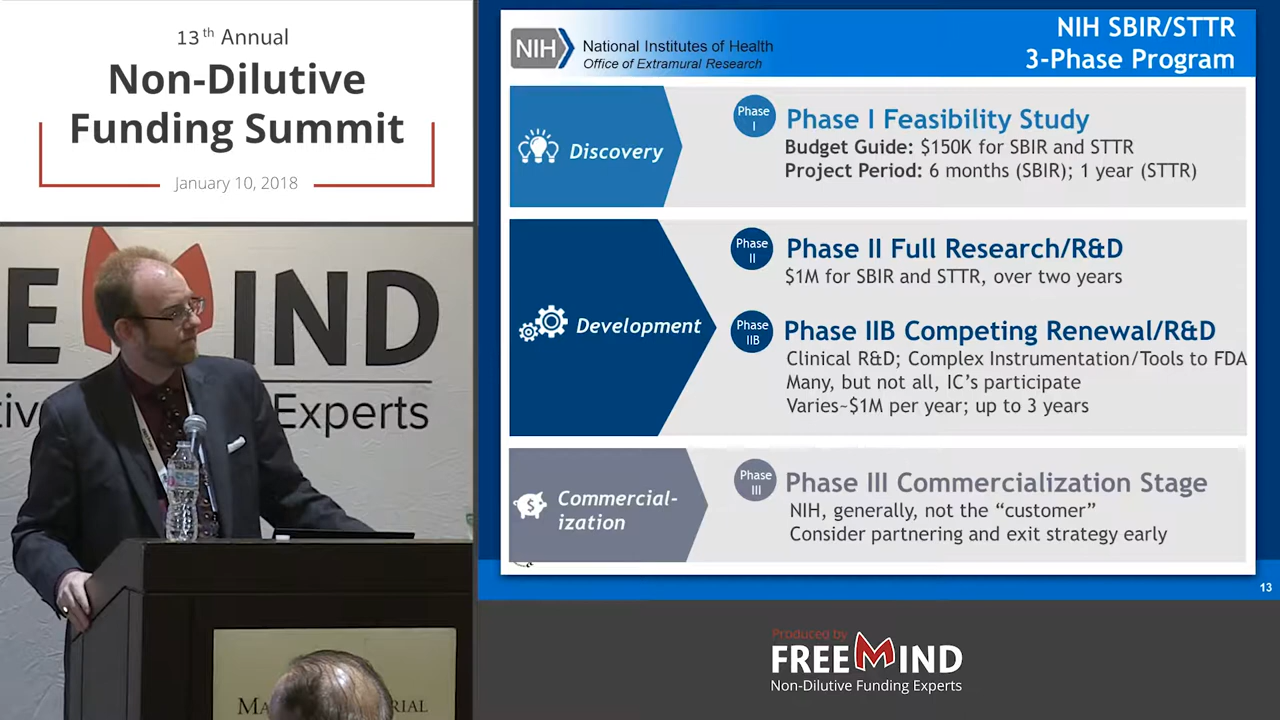 13th Annual
Non-Dilutive
Funding Summit
January 10, 2018
E M IND
Experts
NIH
National Institutes of Health
Office of Extramural Research
NIH SBIR/STTR
3-Phase Program
Discovery
Phase
I
Phase I Feasibility Study
Budget Guide: $150K for SBIR and STTR
Project Period: 6 months (SBIR); 1 year (STTR)
Development
Phase
II
Phase II Full Research/R&D
$1M for SBIR and STTR, over two years
Phase
IIB
Phase IIB Competing Renewal/R&D
Clinical R&D; Complex Instrumentation/Tools to FDA
Many, but not all, IC's participate
Varies~$1M per year; up to 3 years
Commercial-
ization
Phase
III
Phase III Commercialization Stage
NIH, generally, not the “customer”
Consider partnering and exit strategy early
13
Produced by
FREEMIND
Non-Dilutive Funding Experts